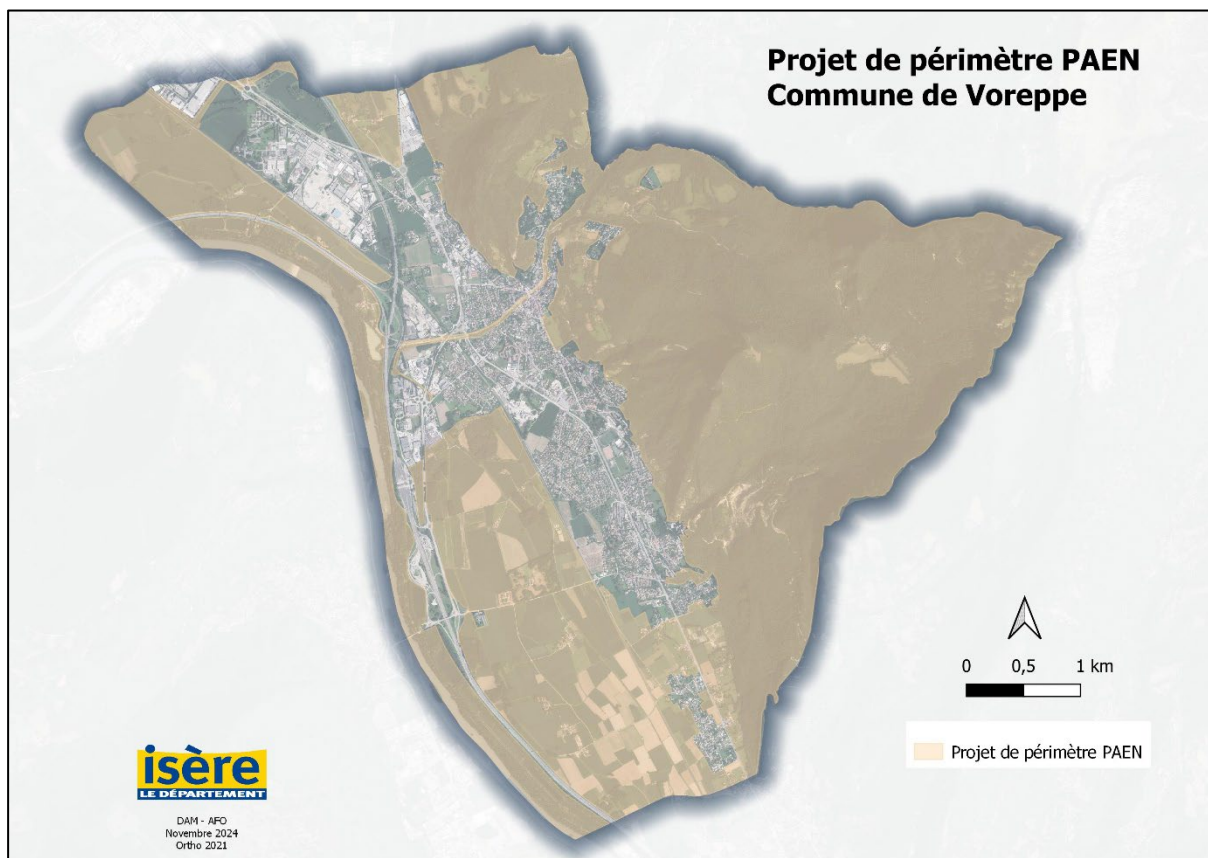 Projet de périmètre PAEN
Commune de Voreppe
0 0,5 1 km
Projet de périmètre PAEN
isère
LE DÉPARTEMENT
DAM - AFO
Novembre 2024
Ortho 2021